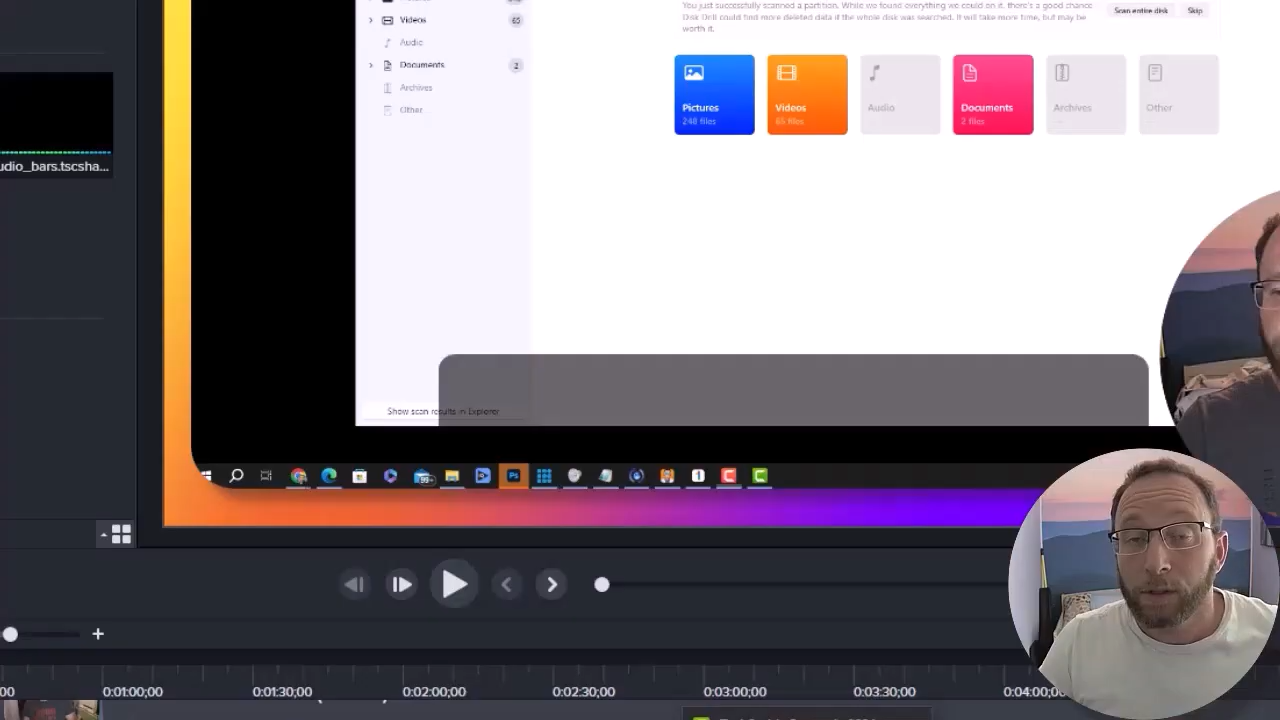 You just successfully scanned a partition. While we found everything we could on it, there's a good chance
Disk Drill could find more deleted data if the whole disk was searched. It will take more time, but may be
worth it.
Scan entire disk
Skip
Videos
65
Audio
Documents
2
Archives
Other
Pictures
248 files
Videos
65 files
Audio
Documents
2 files
Archives
Other
udio_bars.tscsha...
Show scan results in Explorer
99+
Ps
1
00
0:01:00;00
0:01:30;00
0:02:00;00
0:02:30;00
0:03:00;00
0:03:30;00
0:04:00;00